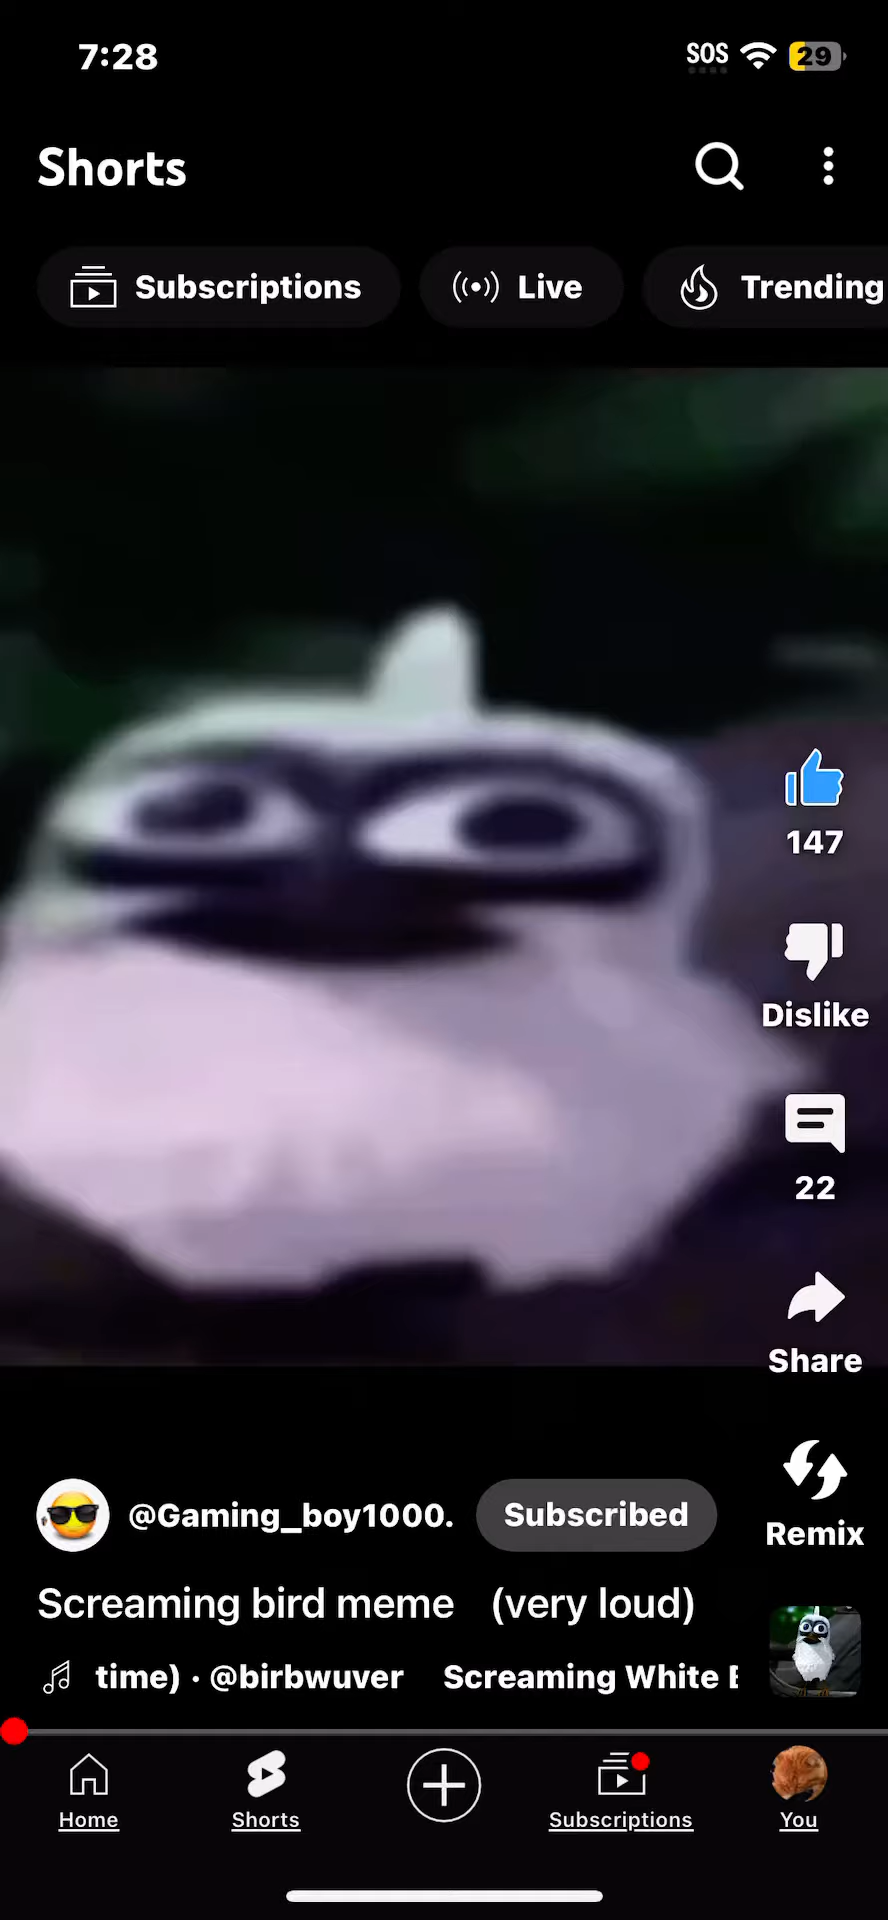 7:28 SOS 29
Shorts
Subscriptions Live Trending
147
Dislike
22
Share
@Gaming_boy1000. Subscribed
Remix
Screaming bird meme (very loud)
time) · @birbwuver Screaming White
Home Shorts Subscriptions You